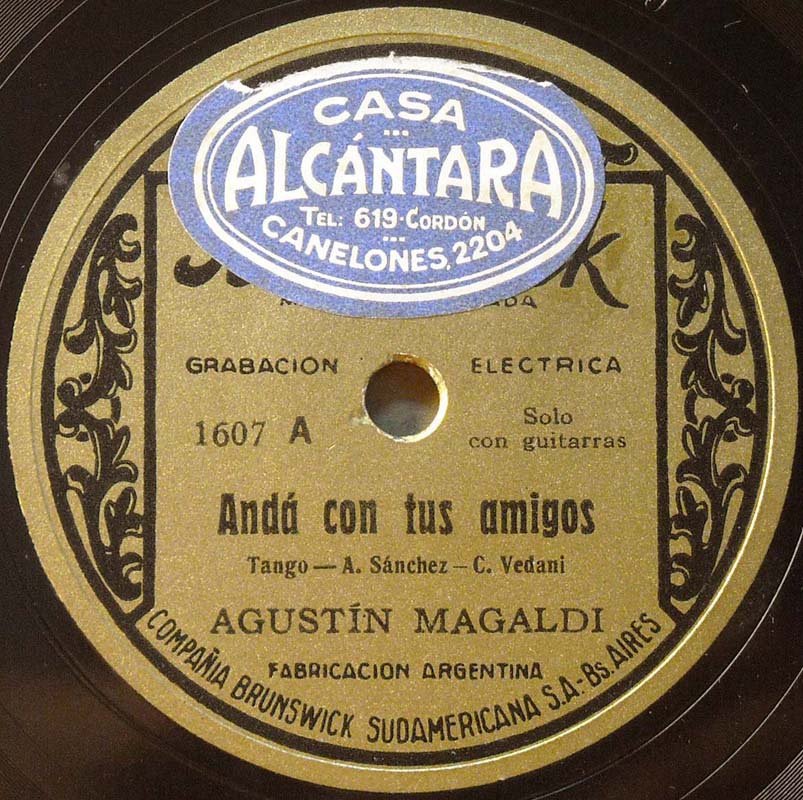 CASA
ALCÁNTARA
TEL: 619-CORDÓN
CANELONES, 2204
GRABACION ELECTRICA
1607 A
Solo
con guitarras
Andá con tus amigos
Tango — A. Sánchez — C. Vedani
AGUSTÍN MAGALDI
FABRICACION ARGENTINA
COMPAÑIA BRUNSWICK SUDAMERICANA S.A.-Bs. AIRES